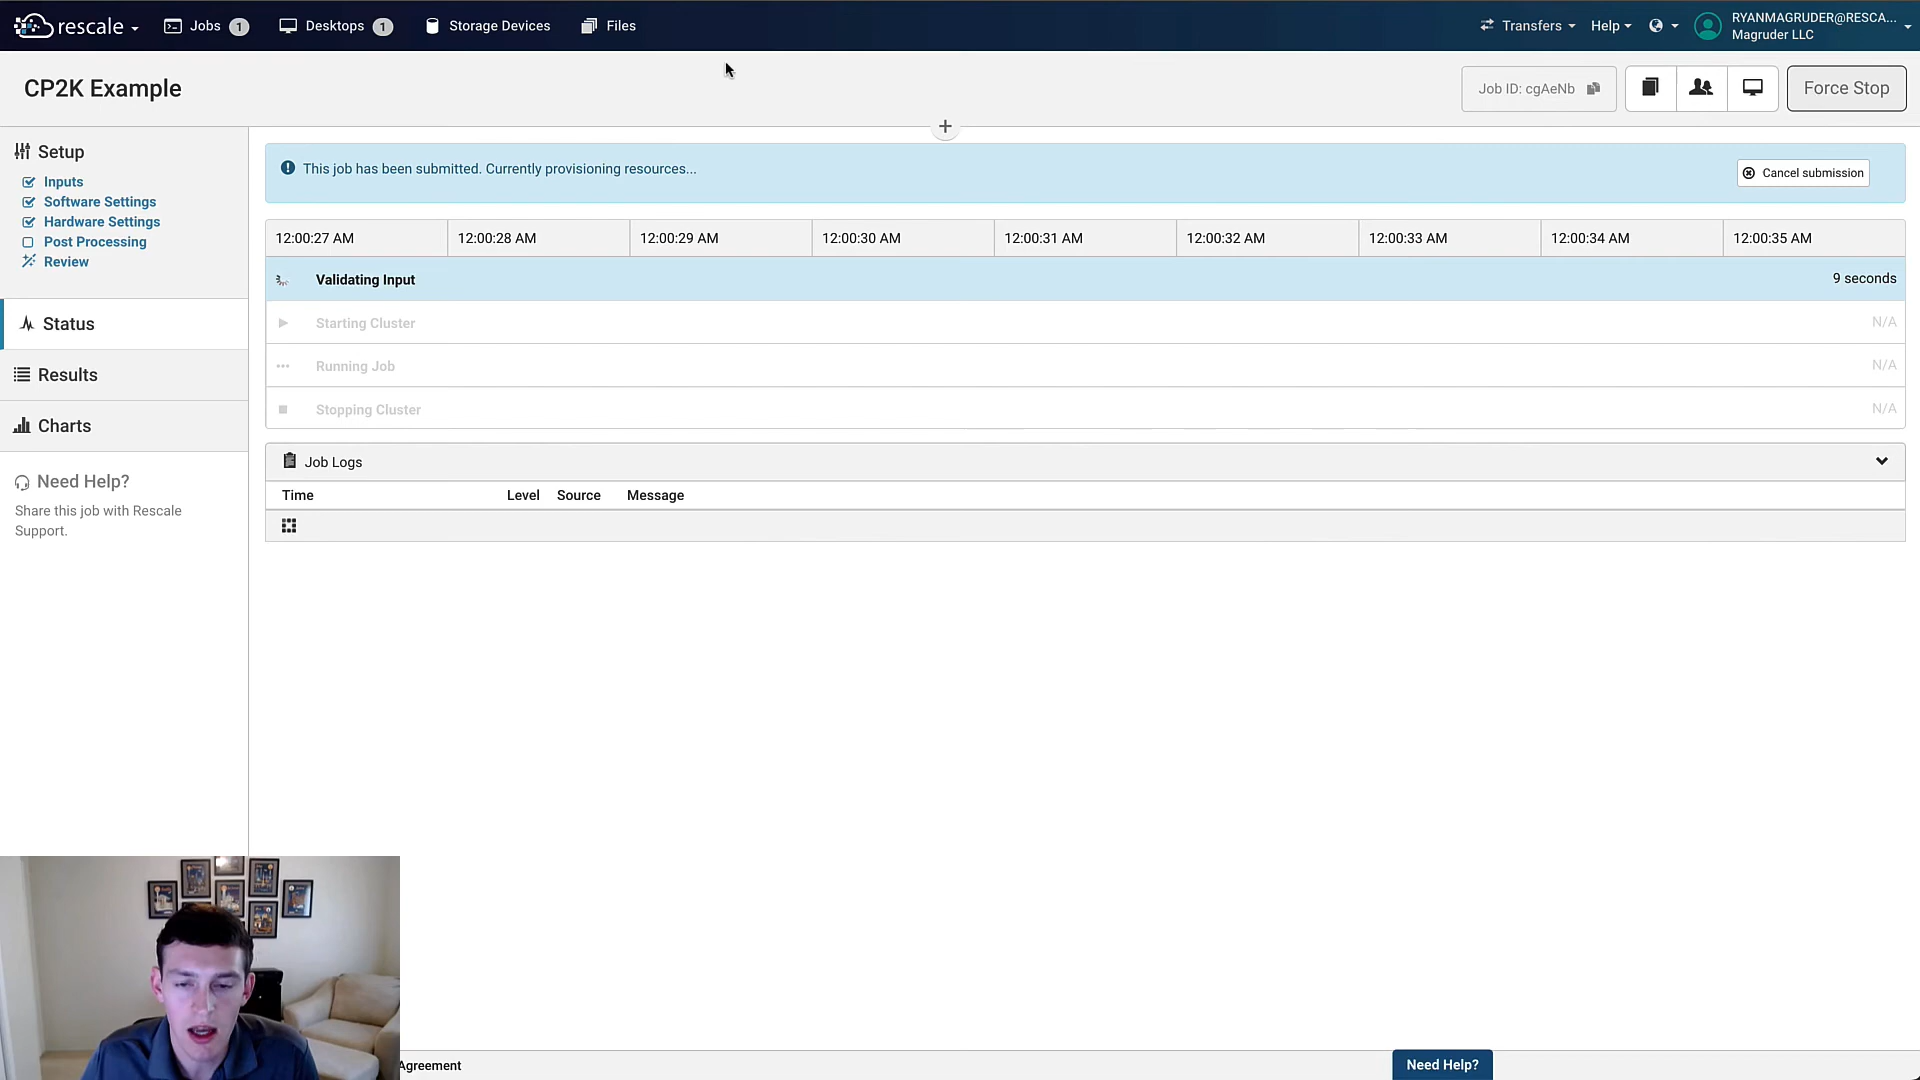 rescale Jobs 1 Desktops 1 Storage Devices Files Transfers Help RYANMAGRUDER@RESCA...
Magruder LLC
CP2K Example Job ID: cgAeNb Force Stop
Setup
Inputs
Software Settings
Hardware Settings
Post Processing
Review
Status
Results
Charts
Need Help?
Share this job with Rescale
Support.
This job has been submitted. Currently provisioning resources... Cancel submission
12:00:27 AM 12:00:28 AM 12:00:29 AM 12:00:30 AM 12:00:31 AM 12:00:32 AM 12:00:33 AM 12:00:34 AM 12:00:35 AM
Validating Input 9 seconds
Starting Cluster N/A
Running Job N/A
Stopping Cluster N/A
Job Logs
Time Level Source Message
Agreement Need Help?